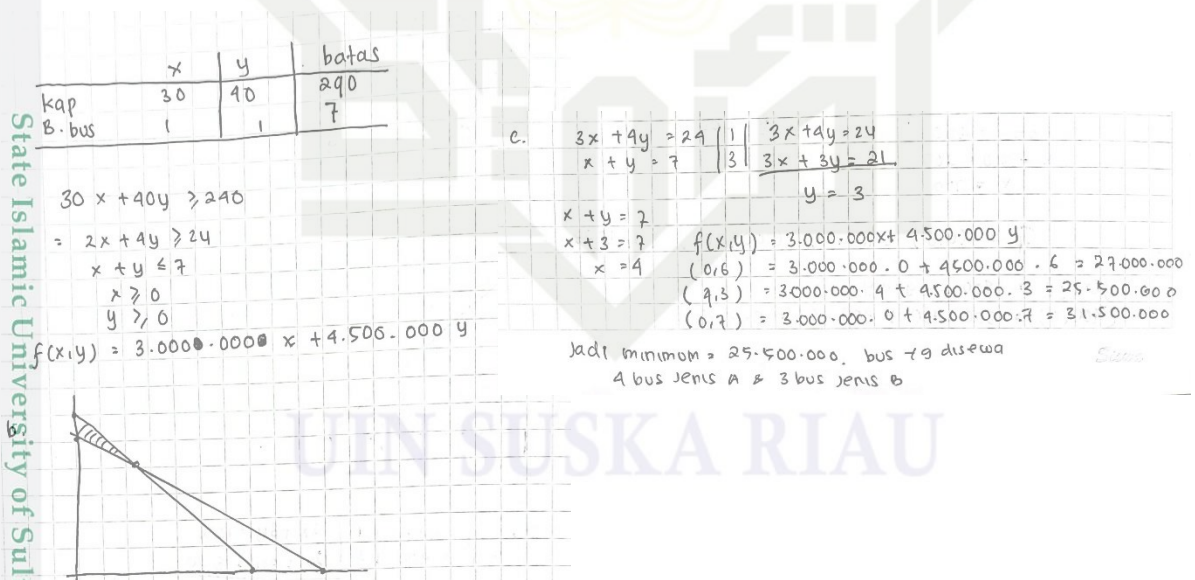 x y batas
kap 30 40 240
B. bus 1 1 7
30 x + 40y ≥ 240
= 2x + 4y ≥ 24
x + y ≤ 7
x ≥ 0
y ≥ 0
f(x,y) = 3.000.000 x + 4.500.000 y
b
c. 3x + 4y = 24 | 1 | 3x + 4y = 24
x + y = 7 | 3 | 3x + 3y = 21
y = 3
x + y = 7
x + 3 = 7
x = 4
f(x,y) = 3.000.000x + 4.500.000 y
(0,6) = 3.000.000 . 0 + 4500.000 . 6 = 27.000.000
(4,3) = 3000.000. 4 + 4.500.000. 3 = 25.500.000
(0,7) = 3.000.000. 0 + 4.500.000.7 = 31.500.000
Jadi minimom = 25.500.000. bus yg disewa
4 bus Jenis A & 3 bus Jenis B
State Islamic University of Sul
UIN SUSKA RIAU